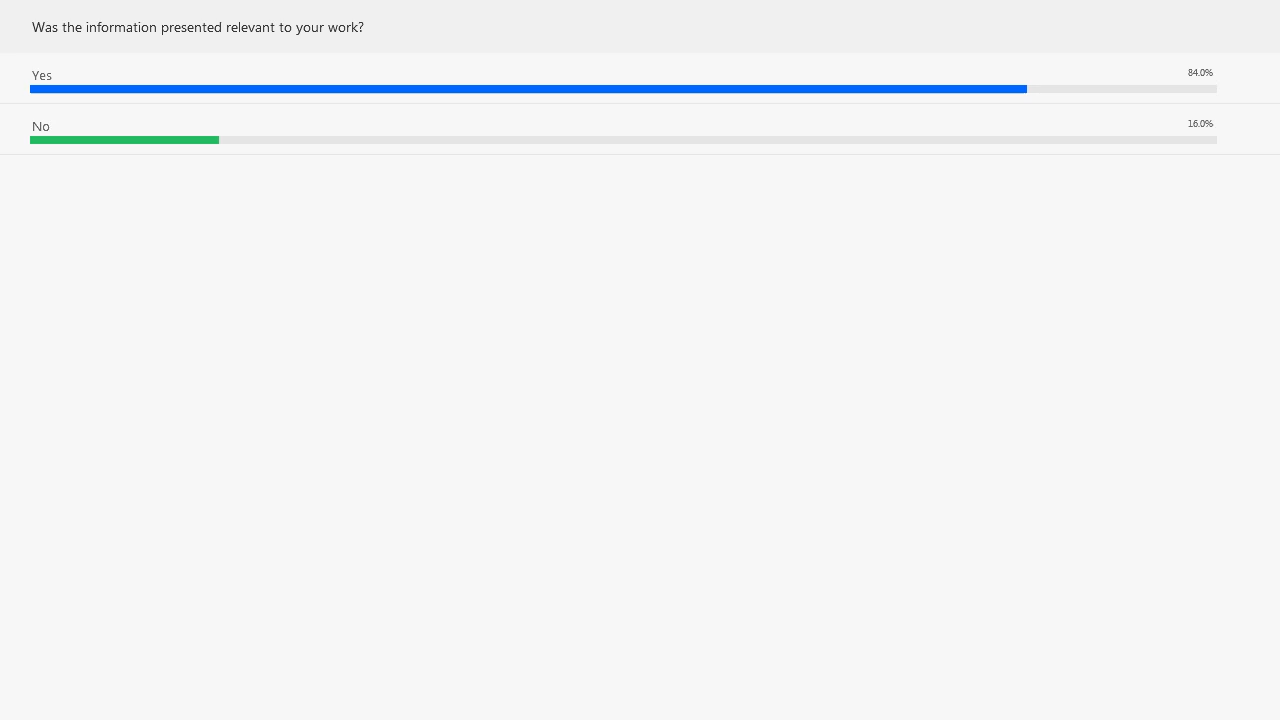 Was the information presented relevant to your work?
Yes
84.0%
No
16.0%